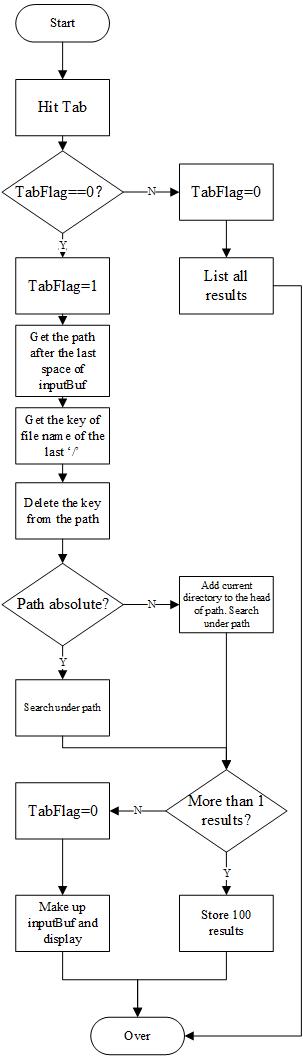 Start
Hit Tab
TabFlag==0?
N
TabFlag=0
Y
TabFlag=1
List all
results
Get the path
after the last
space of
inputBuf
Get the key of
file name of the
last ‘/’
Delete the key
from the path
Path absolute?
N
Add current
directory to the head
of path. Search
under path
Y
Search under path
More than 1
results?
N
TabFlag=0
Y
Make up
inputBuf and
display
Store 100
results
Over